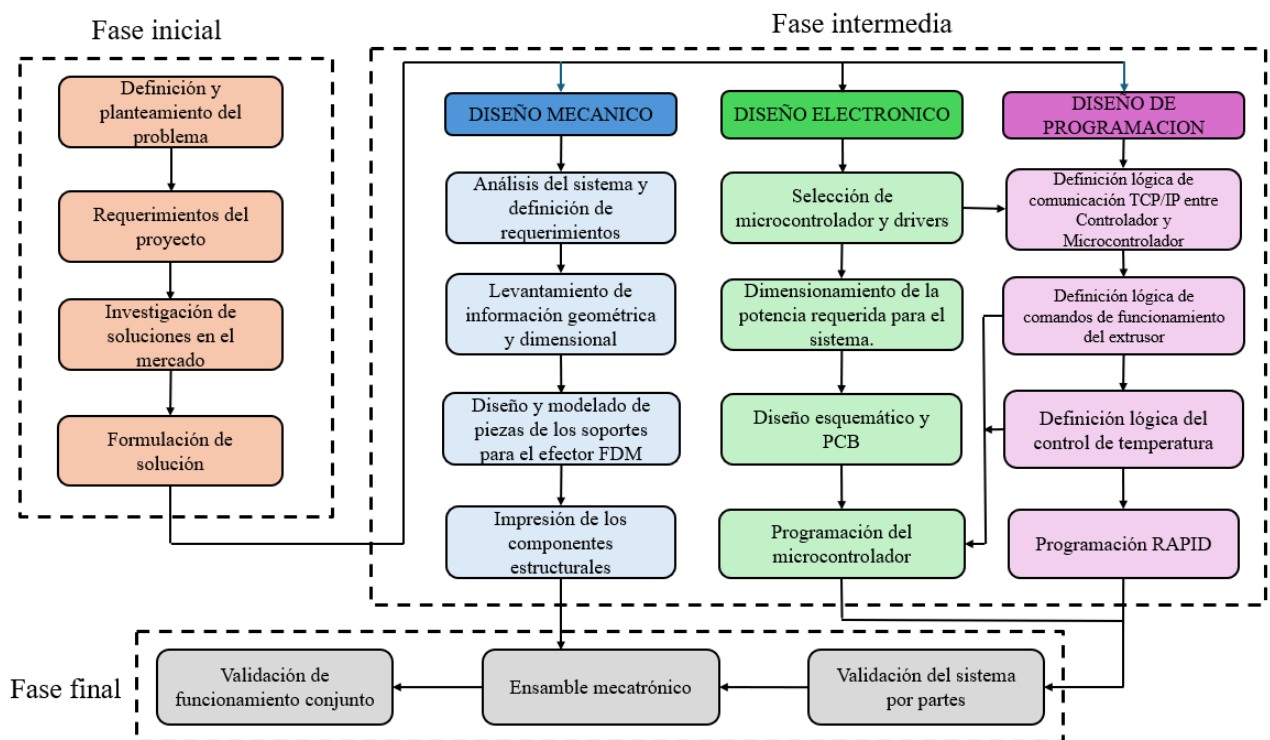 Fase inicial
Definición y
planteamiento del
problema
Requerimientos del
proyecto
Investigación de
soluciones en el
mercado
Formulación de
solución
Fase intermedia
DISEÑO MECANICO
Análisis del sistema y
definición de
requerimientos
Levantamiento de
información geométrica
y dimensional
Diseño y modelado de
piezas de los soportes
para el efector FDM
Impresión de los
componentes
estructurales
DISEÑO ELECTRONICO
Selección de
microcontrolador y drivers
Dimensionamiento de la
potencia requerida para el
sistema.
Diseño esquemático y
PCB
Programación del
microcontrolador
DISEÑO DE
PROGRAMACION
Definición lógica de
comunicación TCP/IP entre
Controlador y
Microcontrolador
Definición lógica de
comandos de funcionamiento
del extrusor
Definición lógica del
control de temperatura
Programación RAPID
Fase final
Validación de
funcionamiento conjunto
Ensamble mecatrónico
Validación del sistema
por partes